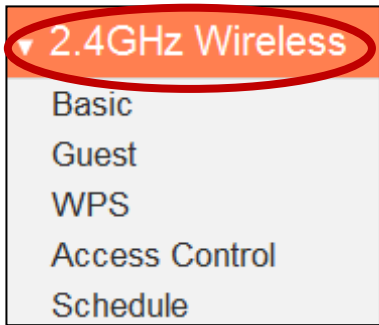 2.4GHz Wireless
Basic
Guest
WPS
Access Control
Schedule